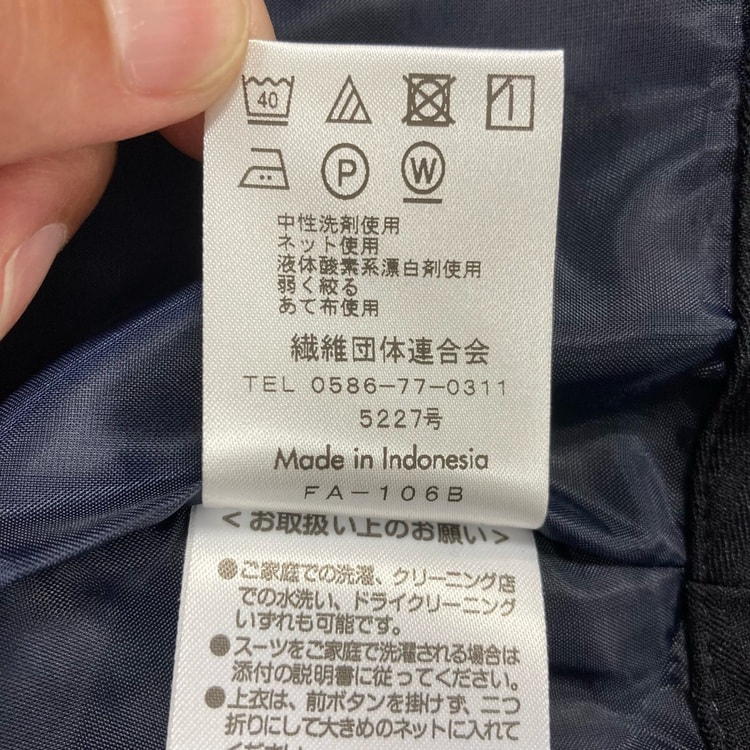 40
P
W
中性洗剤使用
ネット使用
液体酸素系漂白剤使用
弱く絞る
あて布使用
繊維団体連合会
TEL 0586-77-0311
5227号
Made in Indonesia
FA-106B
<お取扱い上のお願い>
●ご家庭での洗濯、クリーニング店
での水洗い、ドライクリーニング
いずれも可能です。
●スーツをご家庭で洗濯される場合は
添付の説明書に従ってください。
●上衣は、前ボタンを掛けず、二つ
折りにして大きめのネットに入れて
ください。